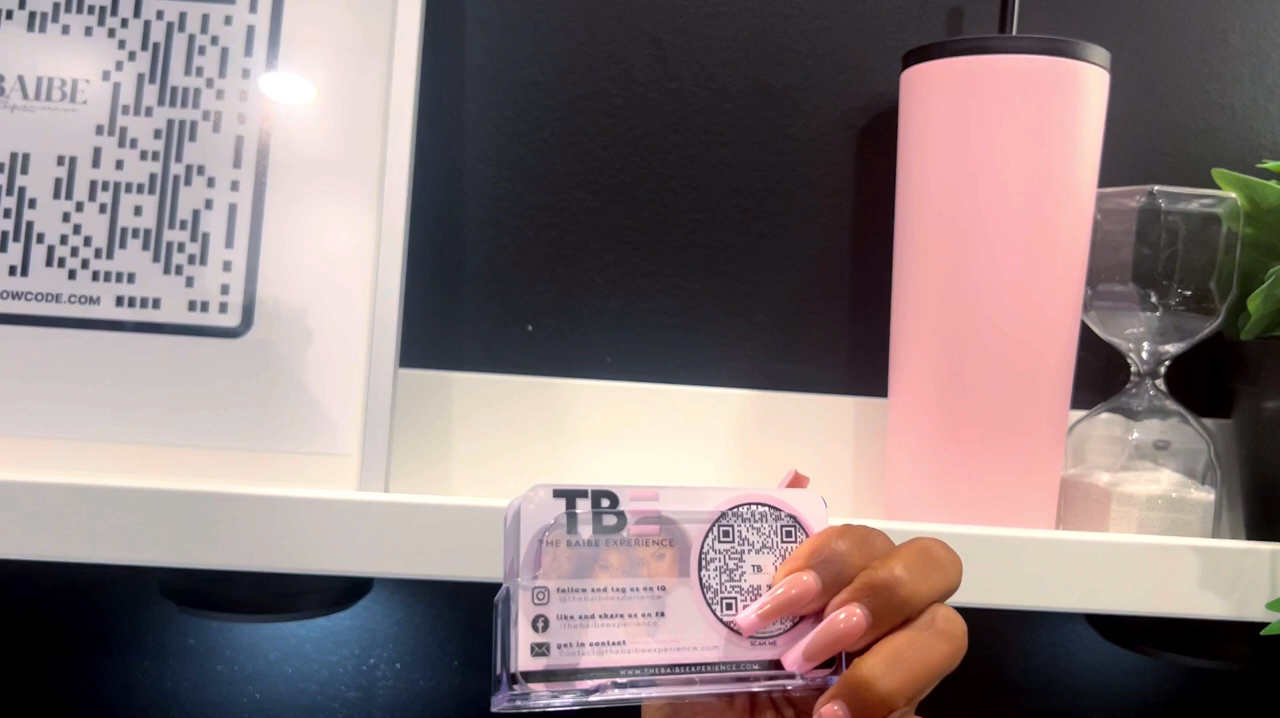 BAIBE
OWCODE.COM
TBE
THE BAIBE EXPERIENCE
follow and tag us on IG
@thebaibeexperience
like and share us on FB
/thebaibeexperience
get in contact
contact@thebaibeexperience.com
TB
SCAN ME
WWW.THEBAIBEEXPERIENCE.COM